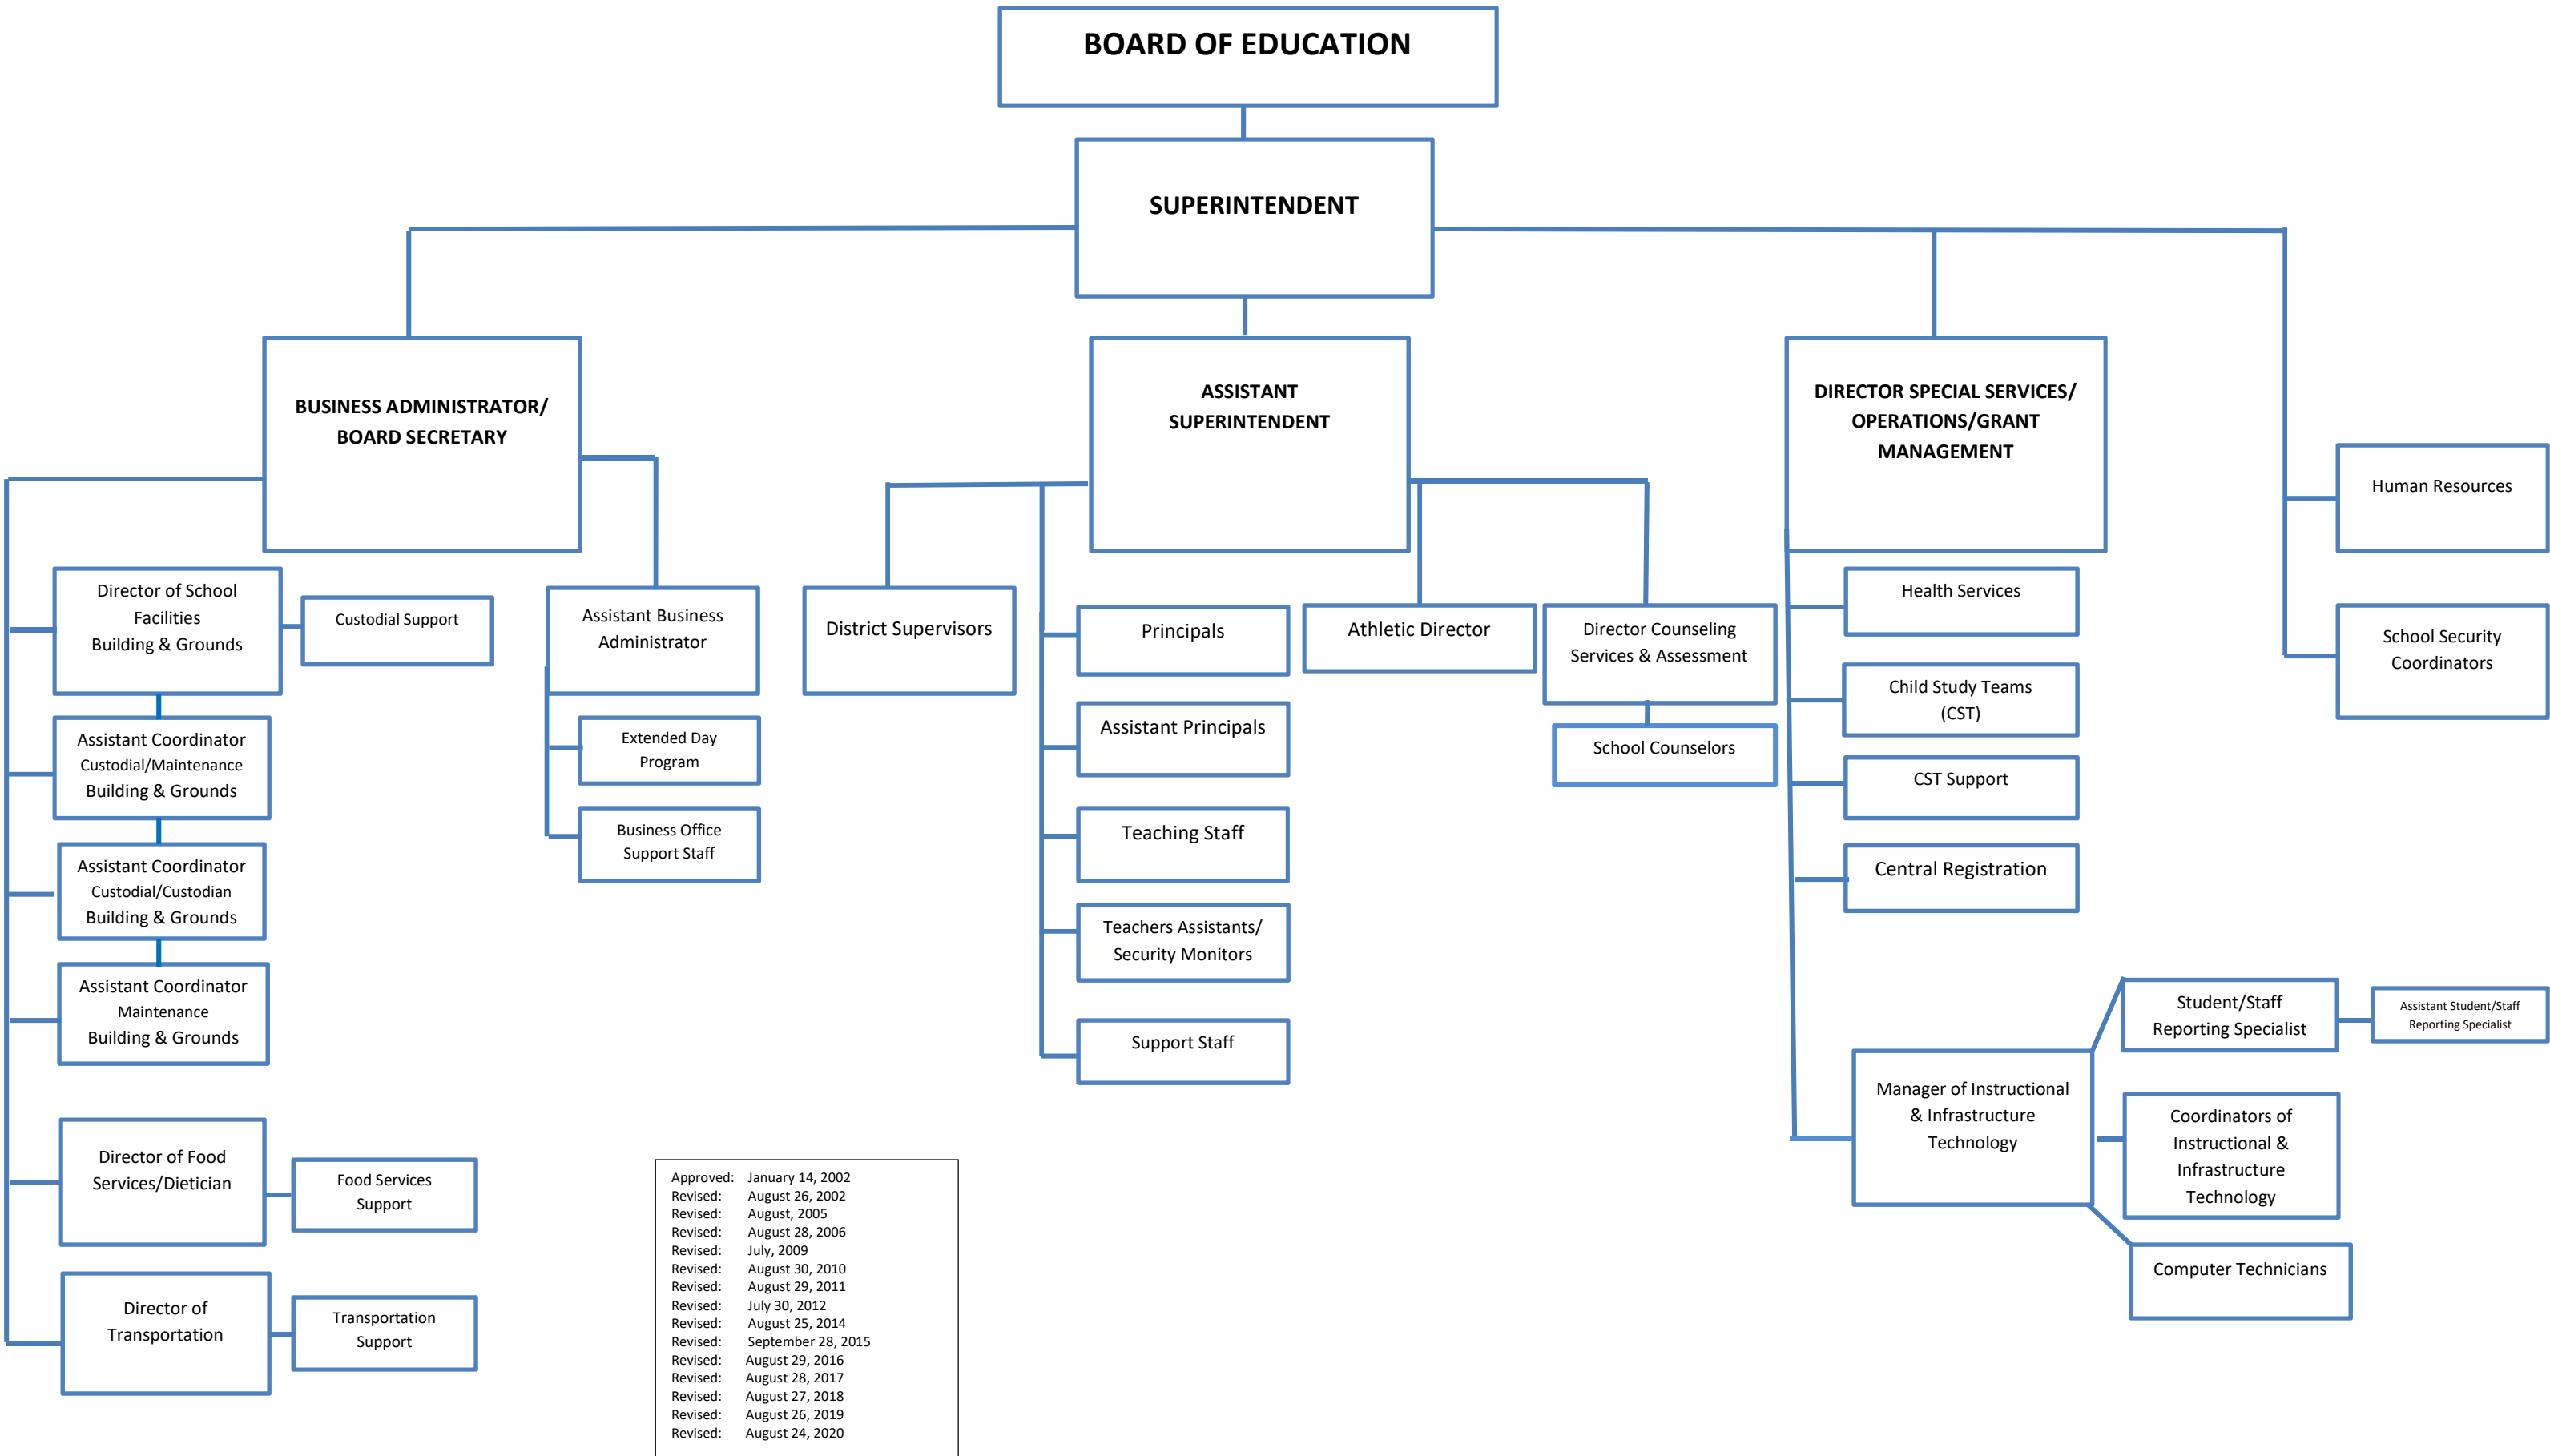 BOARD OF EDUCATION
SUPERINTENDENT
BUSINESS ADMINISTRATOR/
BOARD SECRETARY
ASSISTANT
SUPERINTENDENT
DIRECTOR SPECIAL SERVICES/
OPERATIONS/GRANT
MANAGEMENT
Human Resources
School Security
Coordinators
Director of School
Facilities
Building & Grounds
Custodial Support
Assistant Coordinator
Custodial/Maintenance
Building & Grounds
Assistant Coordinator
Custodial/Custodian
Building & Grounds
Assistant Coordinator
Maintenance
Building & Grounds
Director of Food
Services/Dietician
Food Services
Support
Director of
Transportation
Transportation
Support
Assistant Business
Administrator
Extended Day
Program
Business Office
Support Staff
District Supervisors
Principals
Assistant Principals
Teaching Staff
Teachers Assistants/
Security Monitors
Support Staff
Athletic Director
Director Counseling
Services & Assessment
School Counselors
Health Services
Child Study Teams
(CST)
CST Support
Central Registration
Manager of Instructional
& Infrastructure
Technology
Student/Staff
Reporting Specialist
Assistant Student/Staff
Reporting Specialist
Coordinators of
Instructional &
Infrastructure
Technology
Computer Technicians
Approved: January 14, 2002
Revised: August 26, 2002
Revised: August, 2005
Revised: August 28, 2006
Revised: July, 2009
Revised: August 30, 2010
Revised: August 29, 2011
Revised: July 30, 2012
Revised: August 25, 2014
Revised: September 28, 2015
Revised: August 29, 2016
Revised: August 28, 2017
Revised: August 27, 2018
Revised: August 26, 2019
Revised: August 24, 2020